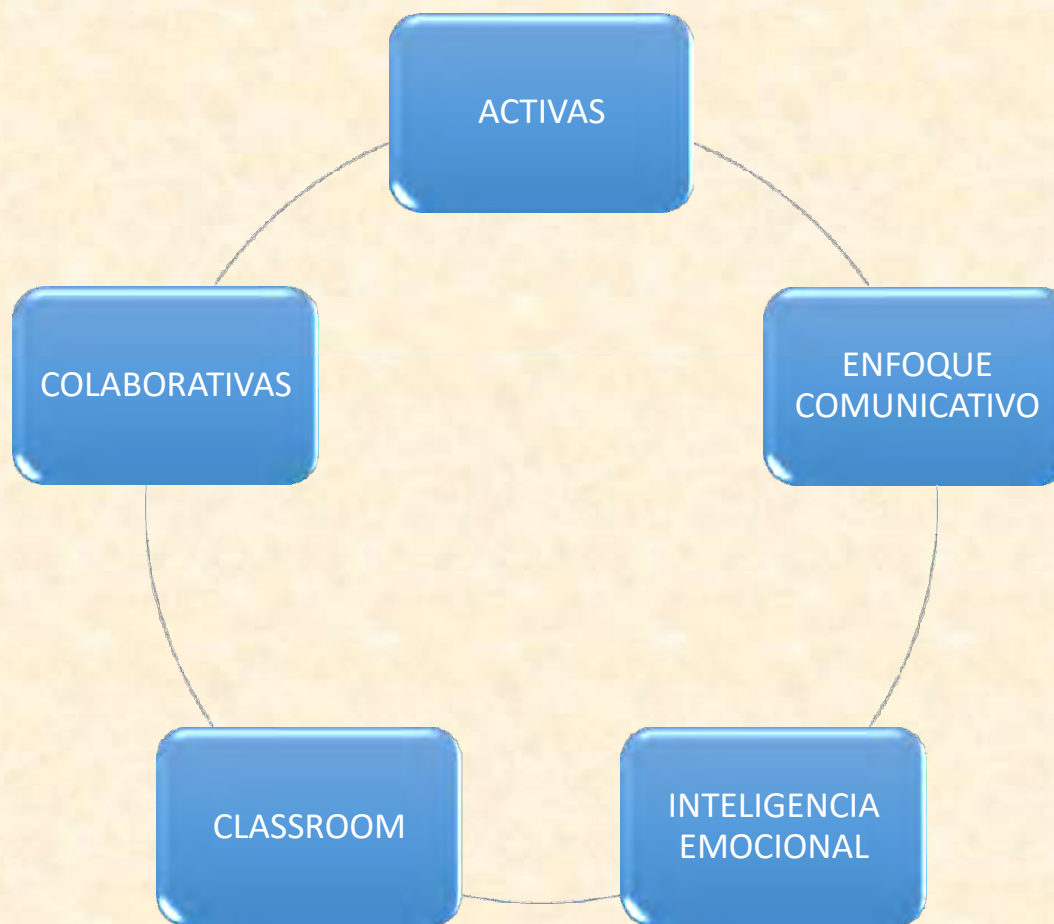 ACTIVAS
ENFOQUE
COMUNICATIVO
INTELIGENCIA
EMOCIONAL
CLASSROOM
COLABORATIVAS